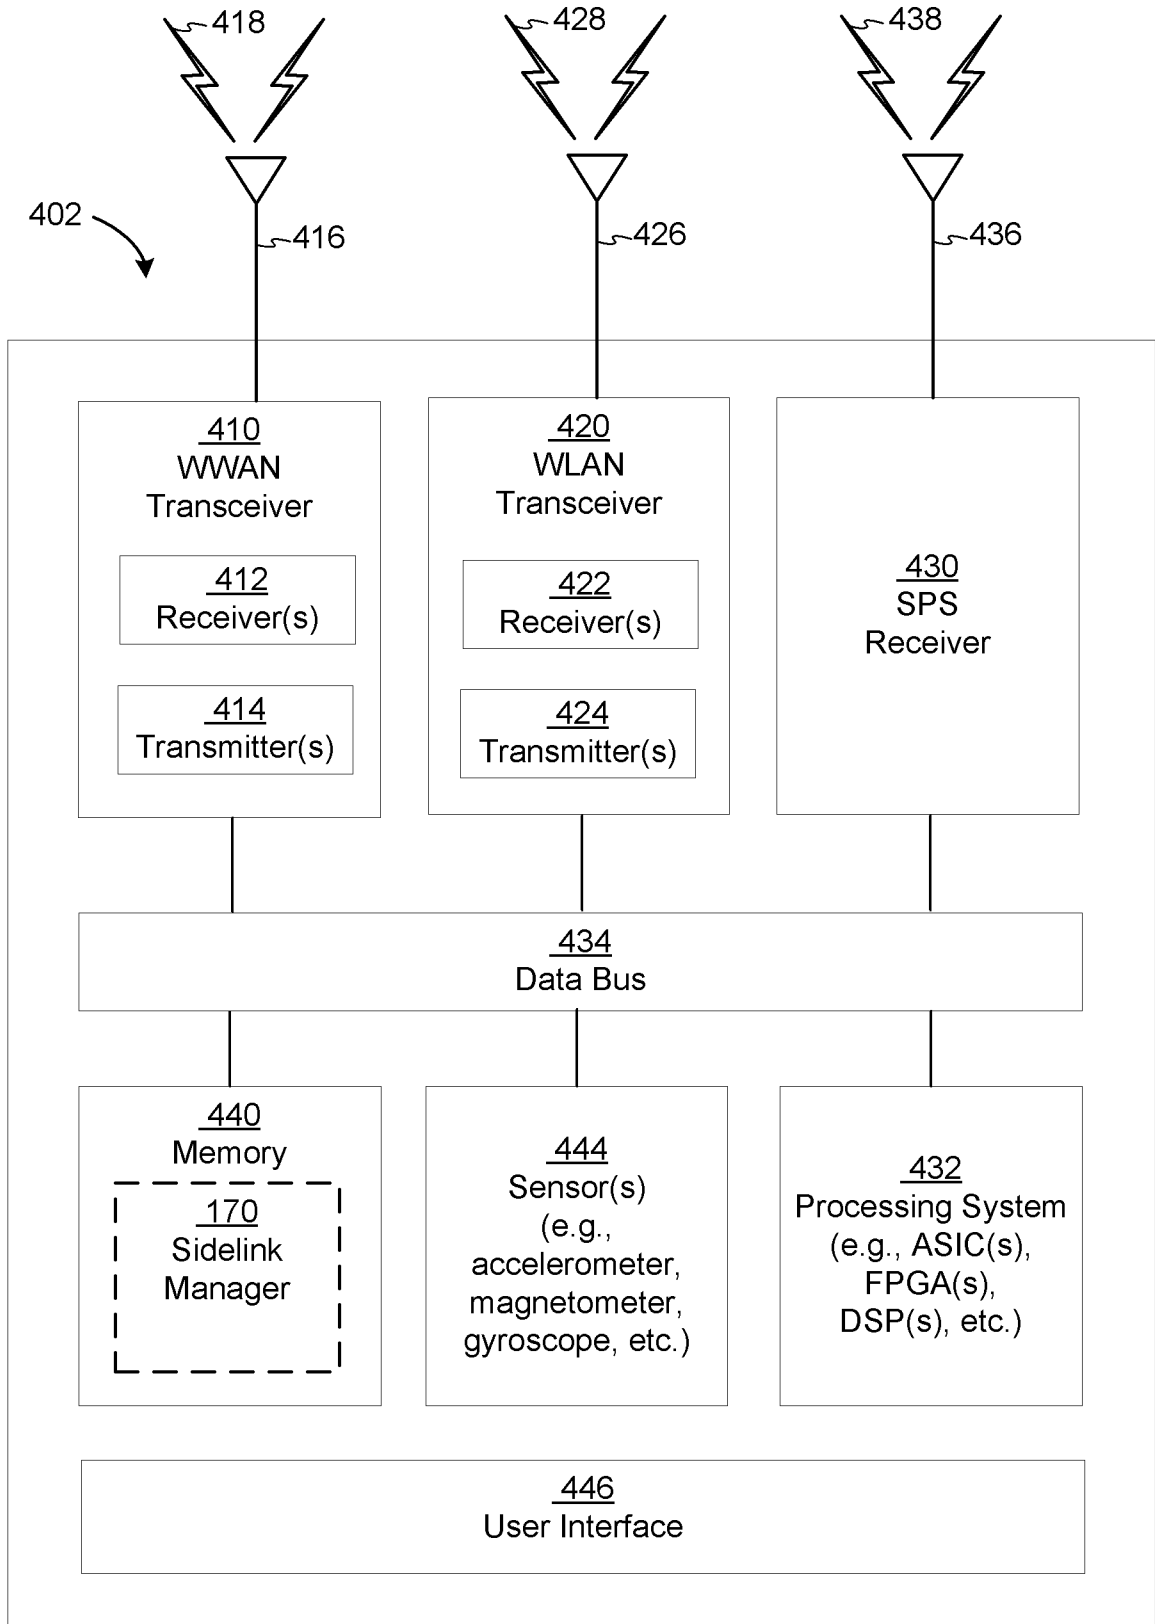 418
428
438
402
416
426
436
410
WWAN
Transceiver
412
Receiver(s)
414
Transmitter(s)
420
WLAN
Transceiver
422
Receiver(s)
424
Transmitter(s)
430
SPS
Receiver
434
Data Bus
440
Memory
170
Sidelink
Manager
444
Sensor(s)
(e.g.,
accelerometer,
magnetometer,
gyroscope, etc.)
432
Processing System
(e.g., ASIC(s),
FPGA(s),
DSP(s), etc.)
446
User Interface